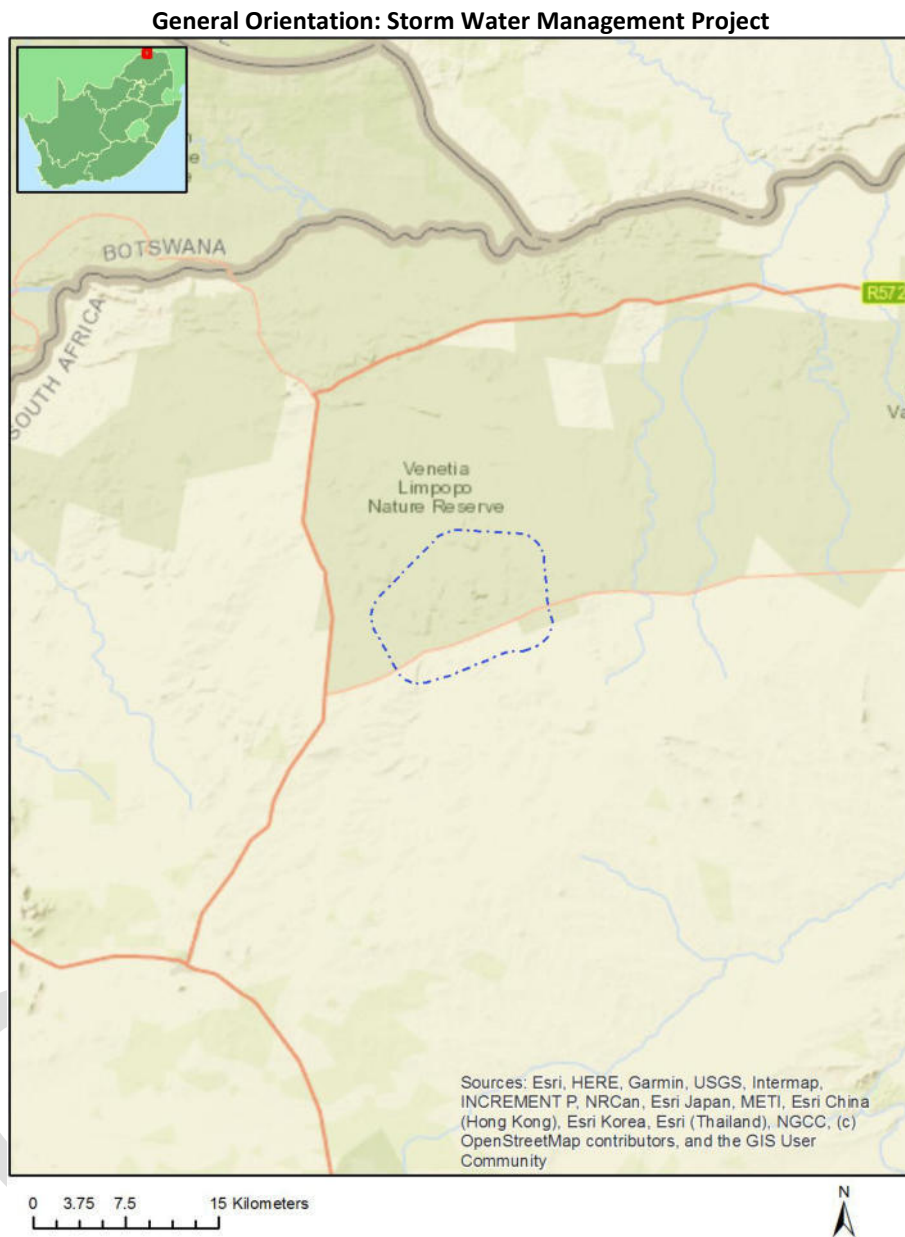 General Orientation: Storm Water Management Project
BOTSWANA
SOUTH AFRICA
R572
Venetia
Limpopo
Nature Reserve
Sources: Esri, HERE, Garmin, USGS, Intermap,
INCREMENT P, NRCan, Esri Japan, METI, Esri China
(Hong Kong), Esri Korea, Esri (Thailand), NGCC, (c)
OpenStreetMap contributors, and the GIS User
Community
0 3.75 7.5 15 Kilometers
N